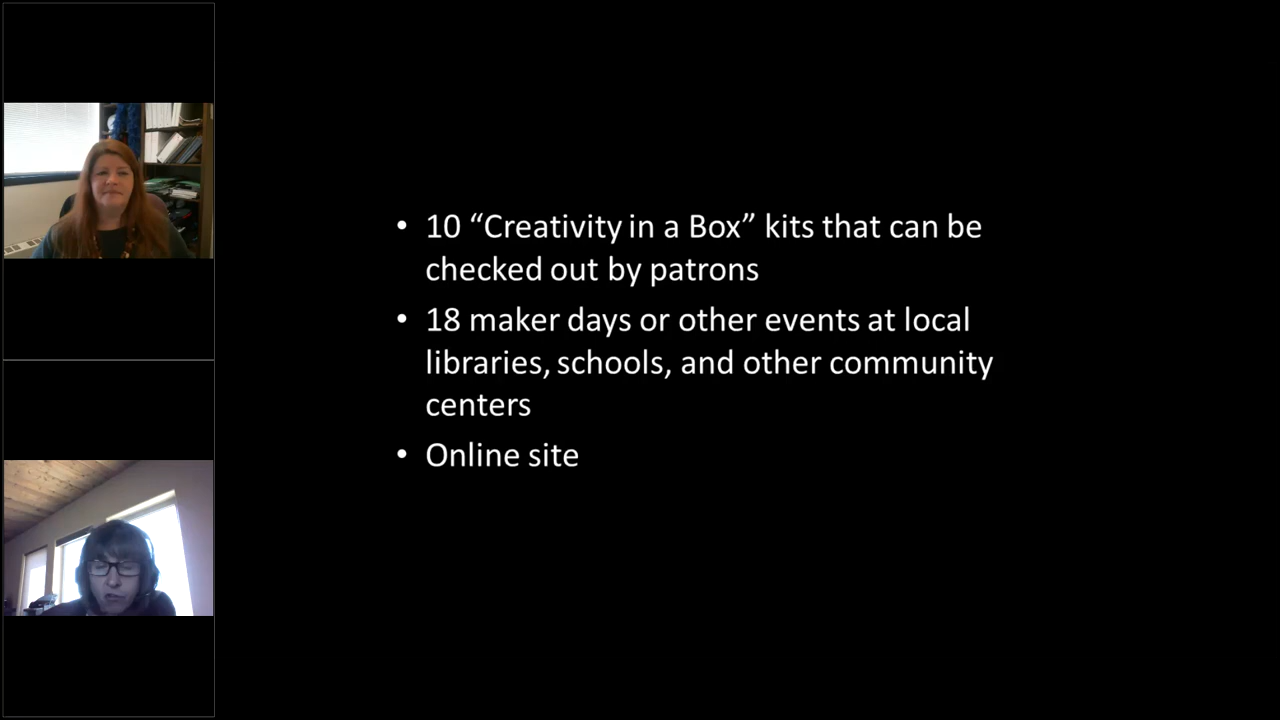 • 10 “Creativity in a Box” kits that can be
checked out by patrons
• 18 maker days or other events at local
libraries, schools, and other community
centers
• Online site